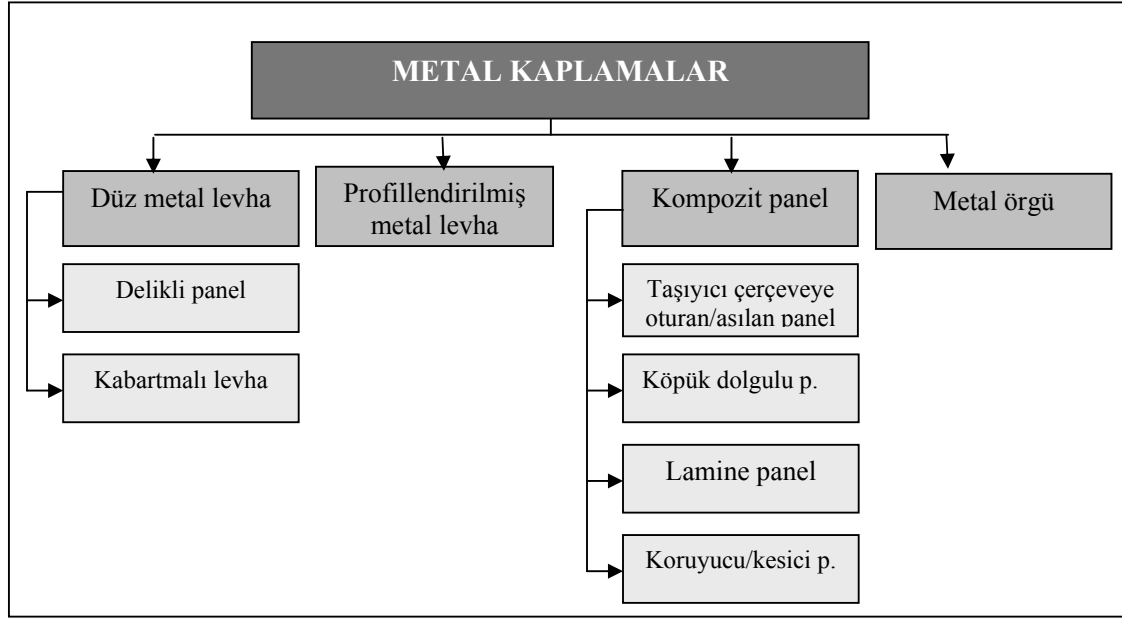 METAL KAPLAMALAR
Düz metal levha
Profillendirilmiş
metal levha
Kompozit panel
Metal örgü
Delikli panel
Kabartmalı levha
Taşıyıcı çerçeveye
oturan/asılan panel
Köpük dolgulu p.
Lamine panel
Koruyucu/kesici p.